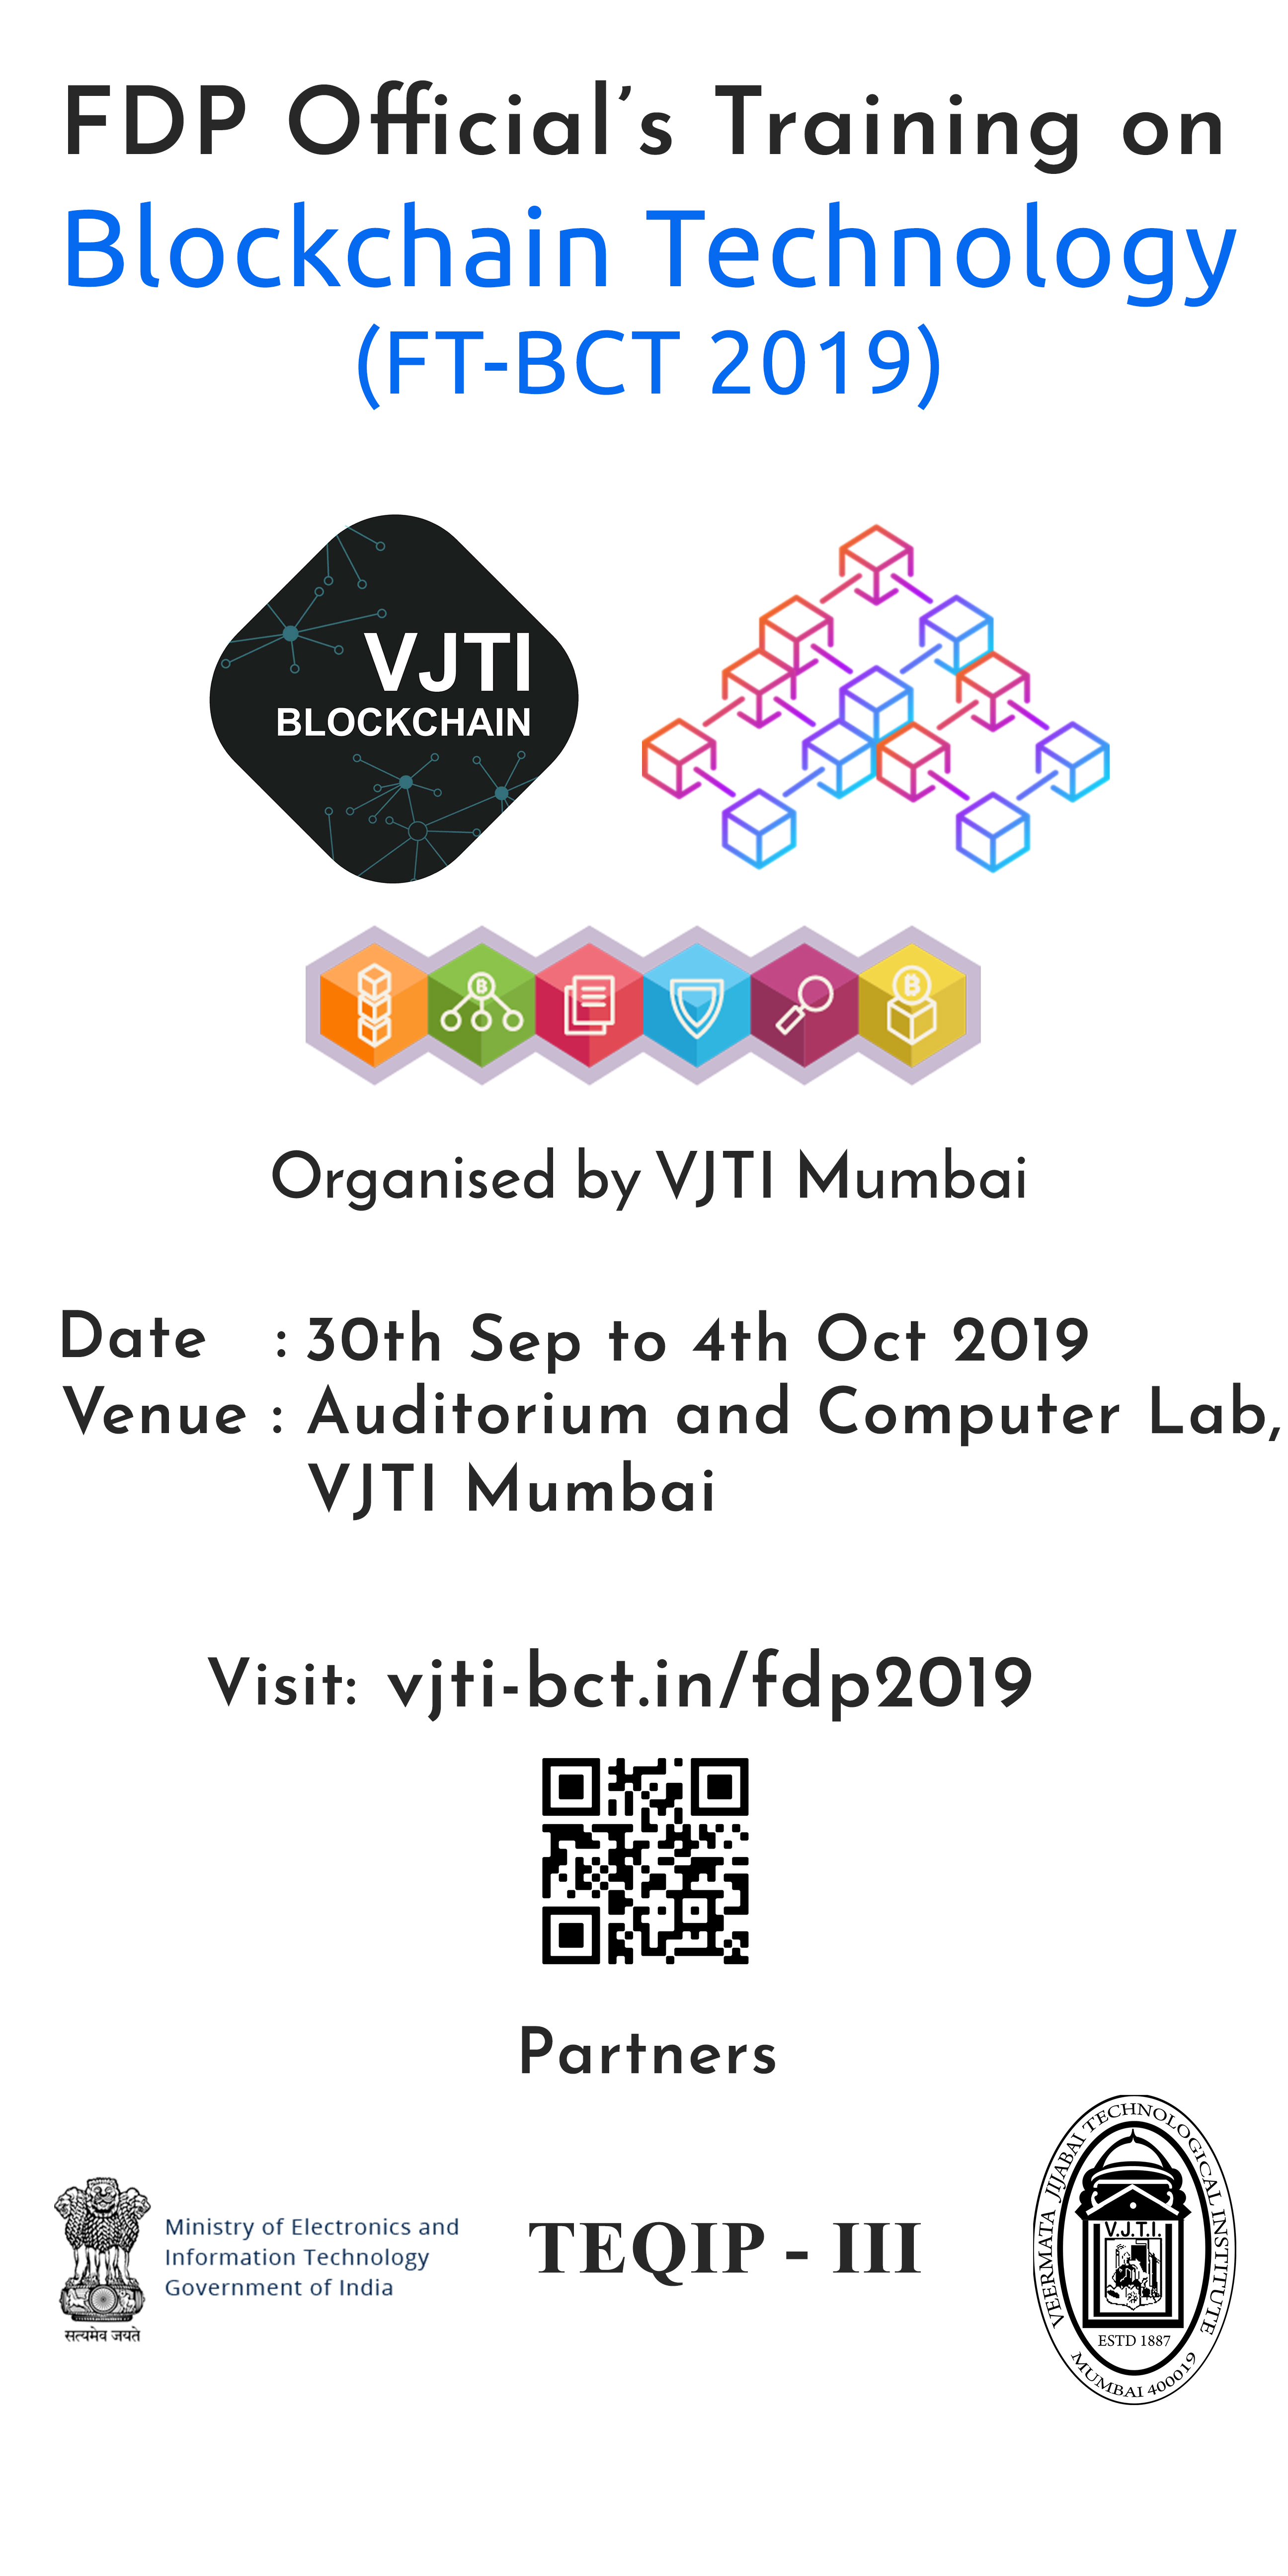 FDP Official’s Training on
Blockchain Technology
(FT-BCT 2019)
VJTI
BLOCKCHAIN
Organised by VJTI Mumbai
Date : 30th Sep to 4th Oct 2019
Venue : Auditorium and Computer Lab,
VJTI Mumbai
Visit: vjti-bct.in/fdp2019
Partners
सत्यमेव जयते
Ministry of Electronics and
Information Technology
Government of India
TEQIP - III
VEERMATA JIJABAI TECHNOLOGICAL INSTITUTE
V.J.T.I.
ESTD 1887
MUMBAI 400019